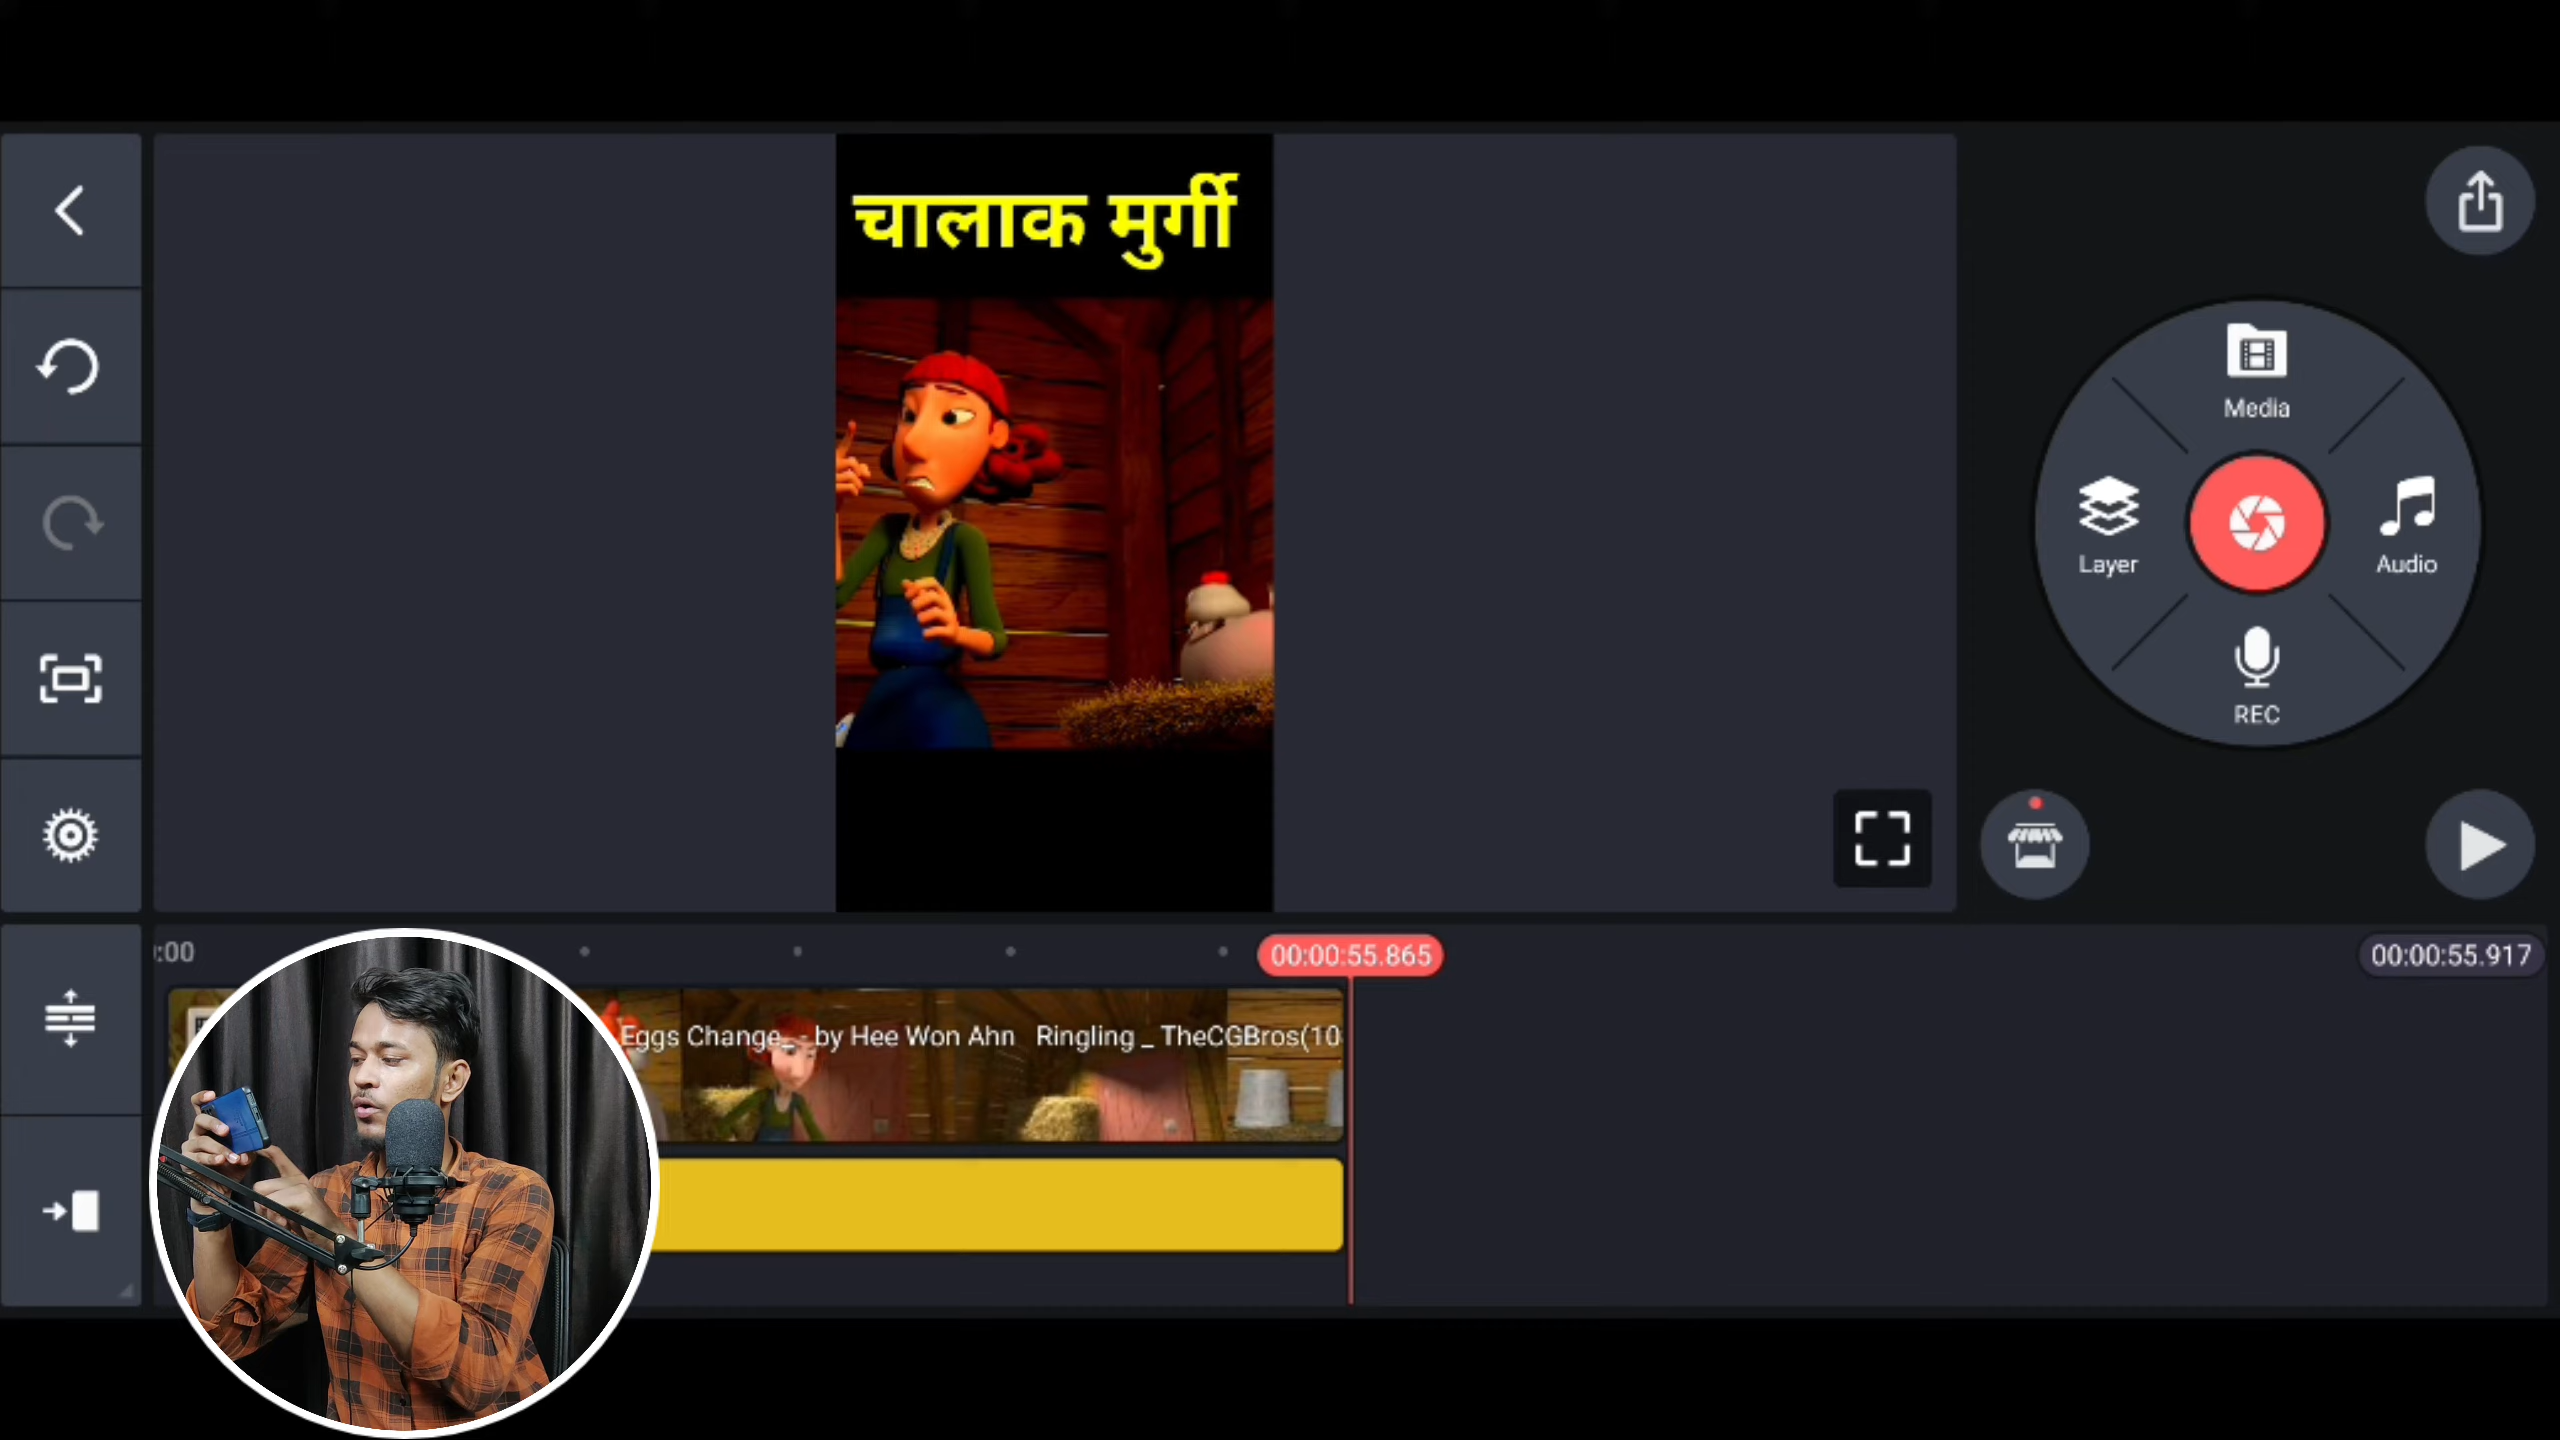 चालाक मुर्गी
Media
Layer
Audio
REC
:00
00:00:55.865
00:00:55.917
Eggs Change_ - by Hee Won Ahn Ringling _ TheCGBros(10